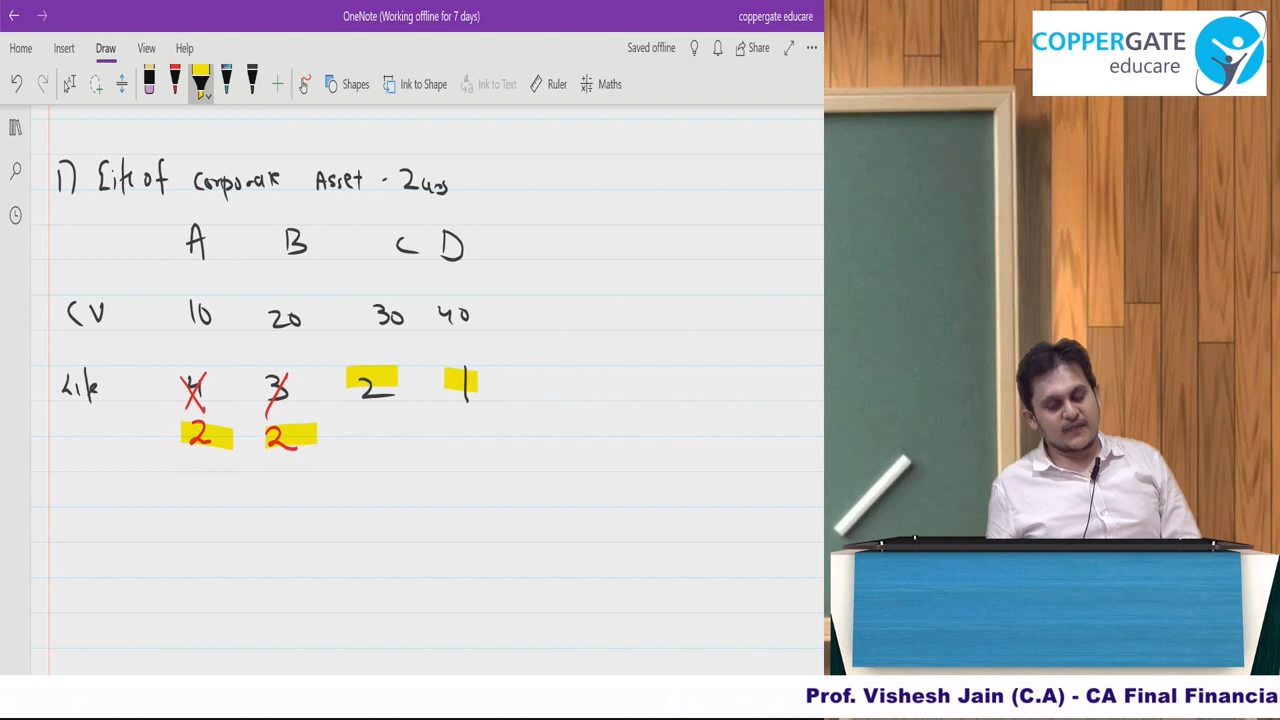 OneNote (Working offline for 7 days)
coppergate educare
Home Insert Draw View Help
Saved offline Share
Shapes Ink to Shape Ink to Text Ruler Maths
COPPERGATE
educare
1) Life of Corporate Asset - 2 yrs
A B C D
CV 10 20 30 40
Life 4 3 2 1
2 2
Prof. Vishesh Jain (C.A) - CA Final Financia